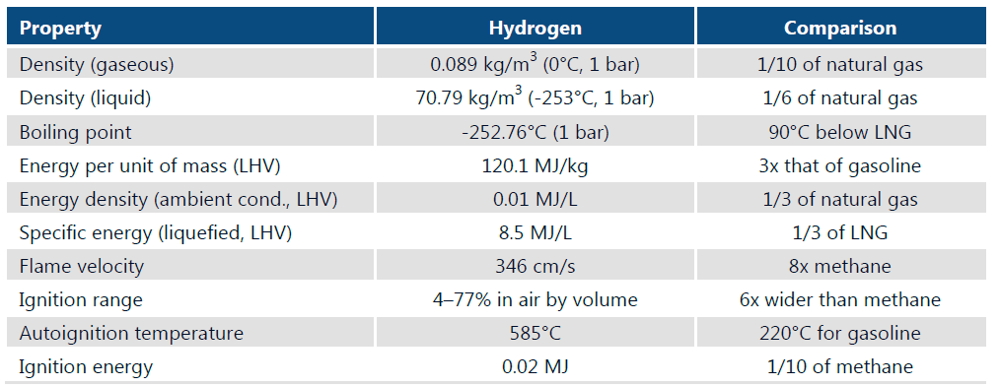 Property Hydrogen Comparison
Density (gaseous) 0.089 kg/m³ (0°C, 1 bar) 1/10 of natural gas
Density (liquid) 70.79 kg/m³ (-253°C, 1 bar) 1/6 of natural gas
Boiling point -252.76°C (1 bar) 90°C below LNG
Energy per unit of mass (LHV) 120.1 MJ/kg 3x that of gasoline
Energy density (ambient cond., LHV) 0.01 MJ/L 1/3 of natural gas
Specific energy (liquefied, LHV) 8.5 MJ/L 1/3 of LNG
Flame velocity 346 cm/s 8x methane
Ignition range 4–77% in air by volume 6x wider than methane
Autoignition temperature 585°C 220°C for gasoline
Ignition energy 0.02 MJ 1/10 of methane